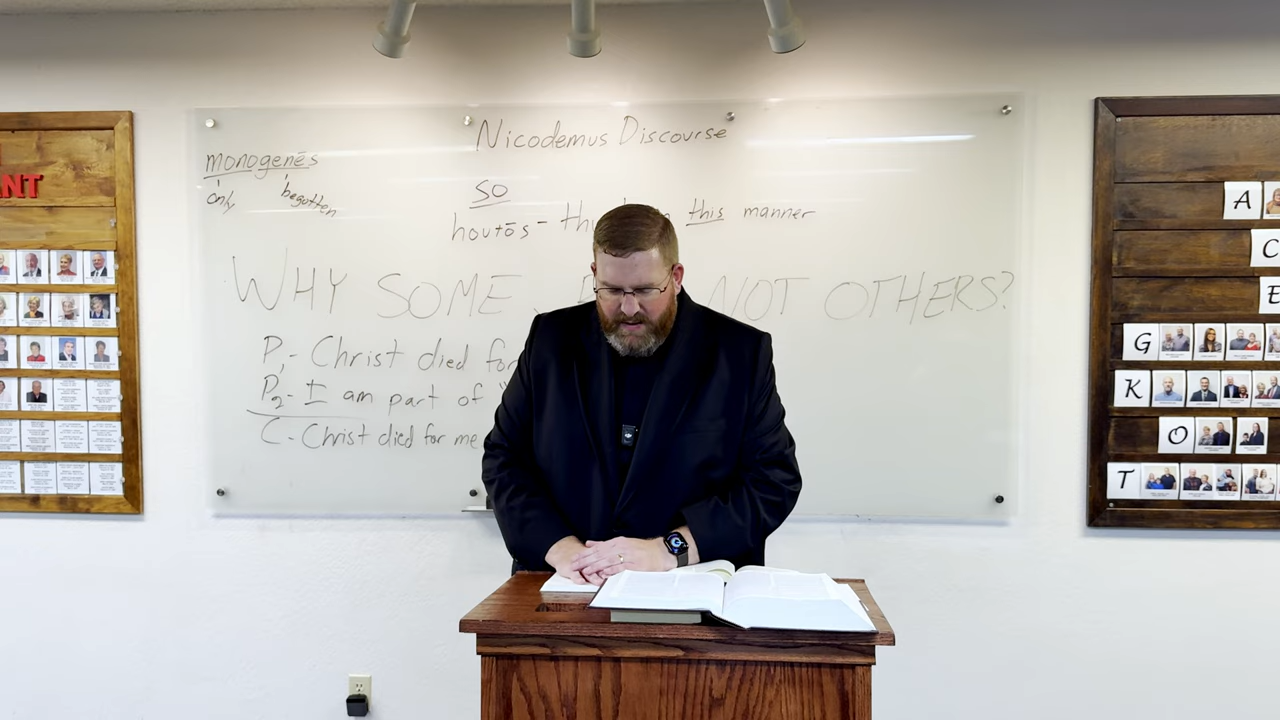 Nicodemus Discourse
monogenēs
only begotten
so
houtōs - this manner
WHY SOME NOT OTHERS?
P₁- Christ died for
P₂- I am part of
C- Christ died for me
ANT
A
C
E
G
K
O
T